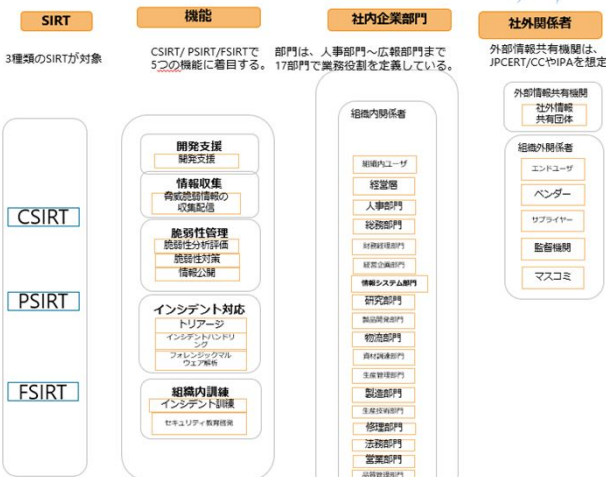 SIRT
3種類のSIRTが対象
CSIRT
PSIRT
FSIRT
機能
CSIRT/ PSIRT/FSIRTで
5つの機能に着目する。
開発支援
開発支援
情報収集
脅威脆弱情報の
収集配信
脆弱性管理
脆弱性分析評価
脆弱性対策
情報公開
インシデント対応
トリアージ
インシデントハンドリ
ング
フォレンジックマル
ウェア解析
組織内訓練
インシデント訓練
セキュリティ教育啓発
社内企業部門
部門は、人事部門～広報部門まで
17部門で業務役割を定義している。
組織内関係者
組織内ユーザ
経営層
人事部門
総務部門
財務経理部門
経営企画部門
情報システム部門
研究部門
製品開発部門
物流部門
資材調達部門
生産管理部門
製造部門
生産技術部門
修理部門
法務部門
営業部門
品質管理部門
社外関係者
外部情報共有機関は、
JPCERT/CCやIPAを想定
外部情報共有機関
社外情報
共有団体
組織外関係者
エンドユーザ
ベンダー
サプライヤー
監督機関
マスコミ